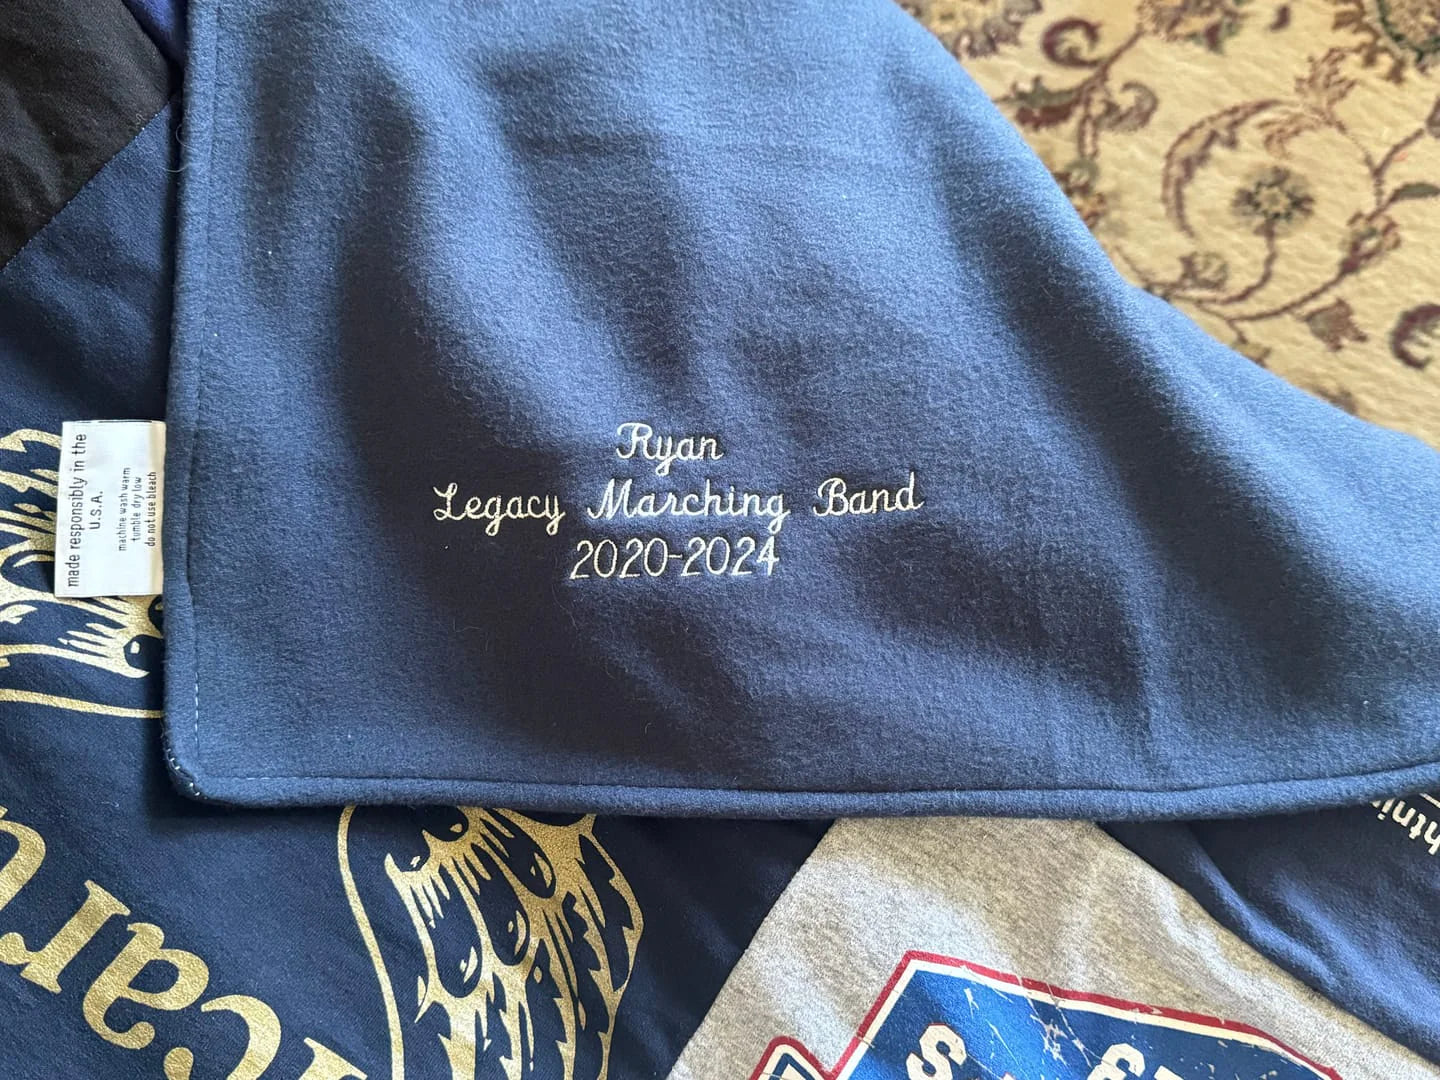 Ryan
Legacy Marching Band
2020-2024
made responsibly in the
U.S.A.
machine wash warm
tumble dry low
do not use bleach